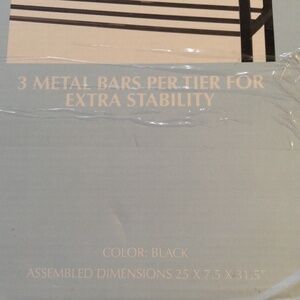 3 METAL BARS PER TIER FOR
EXTRA STABILITY
COLOR: BLACK
ASSEMBLED DIMENSIONS 25 X 7.5 X 31.5"